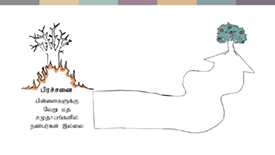 பிரச்சனை
பிள்ளைகளுக்கு
வேறு மத
சமுதாயங்களில்
நண்பர்கள் இல்லை